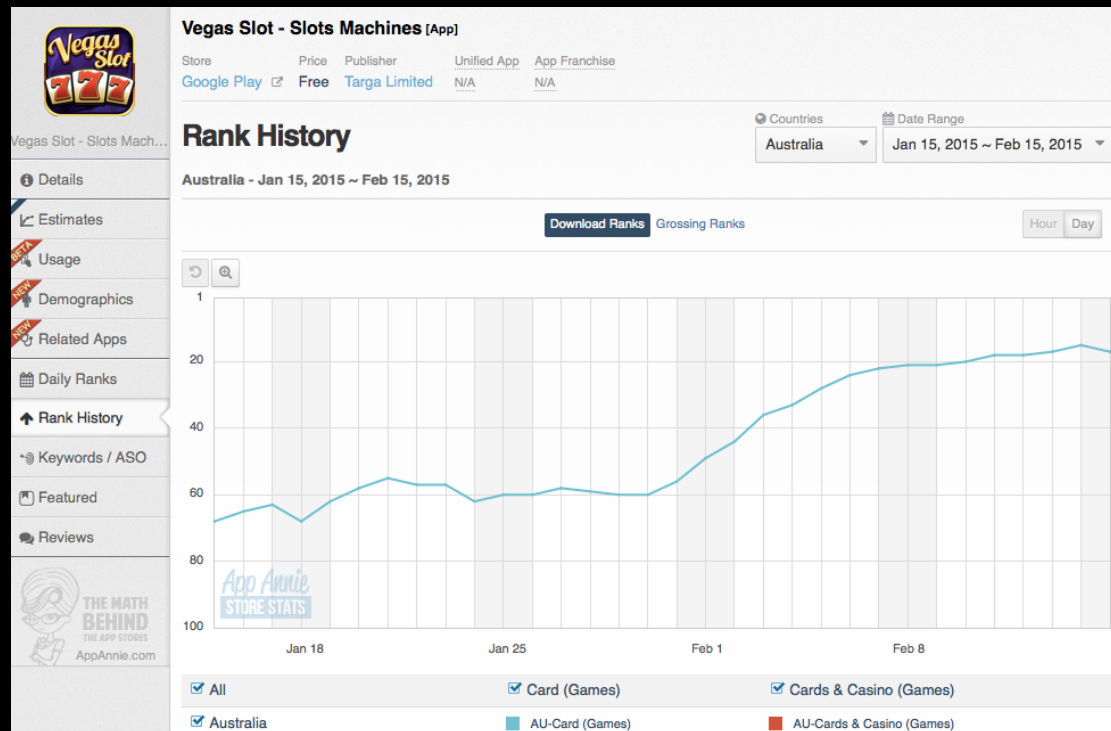 Vegas Slot 777
Vegas Slot - Slots Mach...
Details
Estimates
BETA
Usage
NEW
Demographics
NEW
Related Apps
Daily Ranks
Rank History
Keywords / ASO
Featured
Reviews
THE MATH
BEHIND
THE APP STORES
AppAnnie.com
Vegas Slot - Slots Machines [App]
Store Price Publisher Unified App App Franchise
Google Play Free Targa Limited N/A N/A
Rank History
Countries Date Range
Australia Jan 15, 2015 ~ Feb 15, 2015
Australia - Jan 15, 2015 ~ Feb 15, 2015
Download Ranks Grossing Ranks Hour Day
1
20
40
60
80
100
App Annie
STORE STATS
Jan 18 Jan 25 Feb 1 Feb 8
All Card (Games) Cards & Casino (Games)
Australia AU-Card (Games) AU-Cards & Casino (Games)